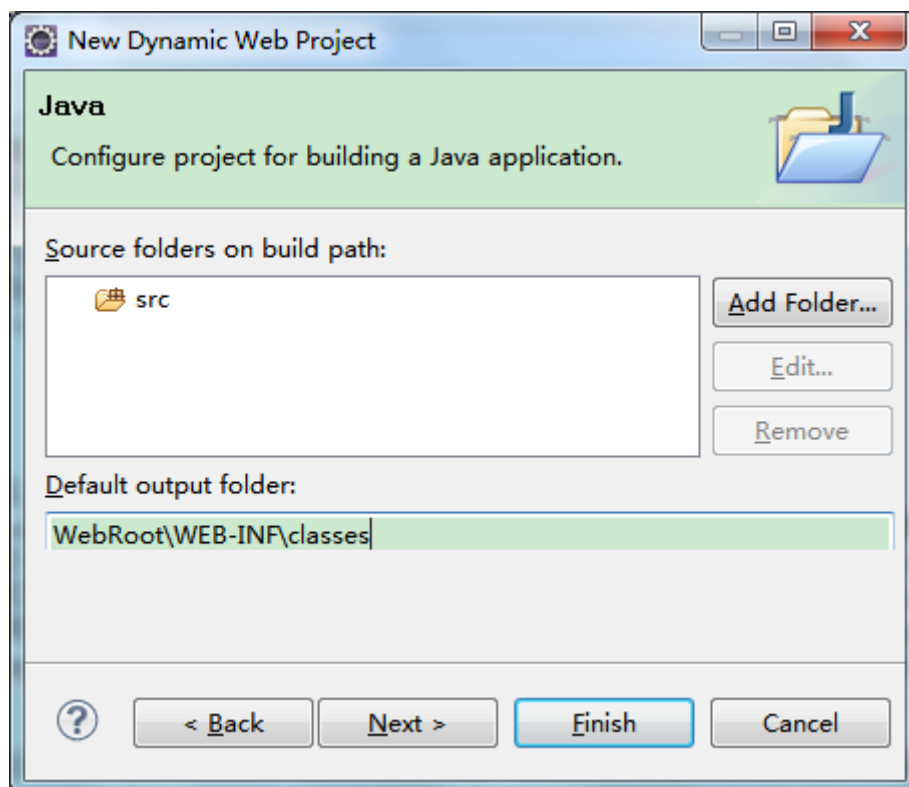 New Dynamic Web Project
Java
Configure project for building a Java application.
Source folders on build path:
src
Add Folder...
Edit...
Remove
Default output folder:
WebRoot\WEB-INF\classes
?
< Back
Next >
Finish
Cancel